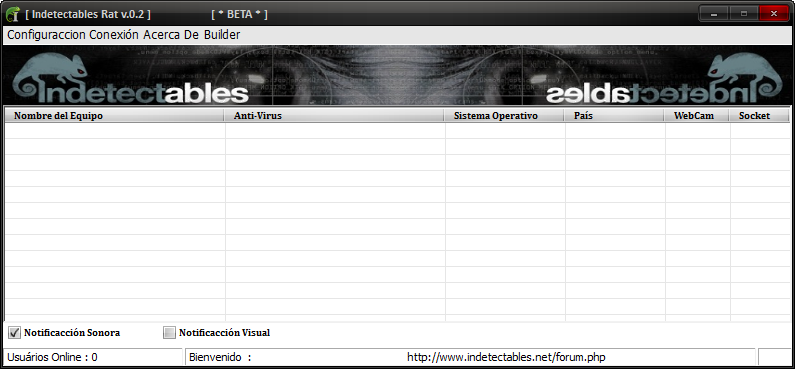 [ Indetectables Rat v.0.2 ] [ * BETA * ]
Configuraccion Conexión Acerca De Builder
Indetectables Indetectables
Nombre del Equipo Anti-Virus Sistema Operativo País WebCam Socket
Notificacción Sonora Notificacción Visual
Usuários Online : 0 Bienvenido : http://www.indetectables.net/forum.php